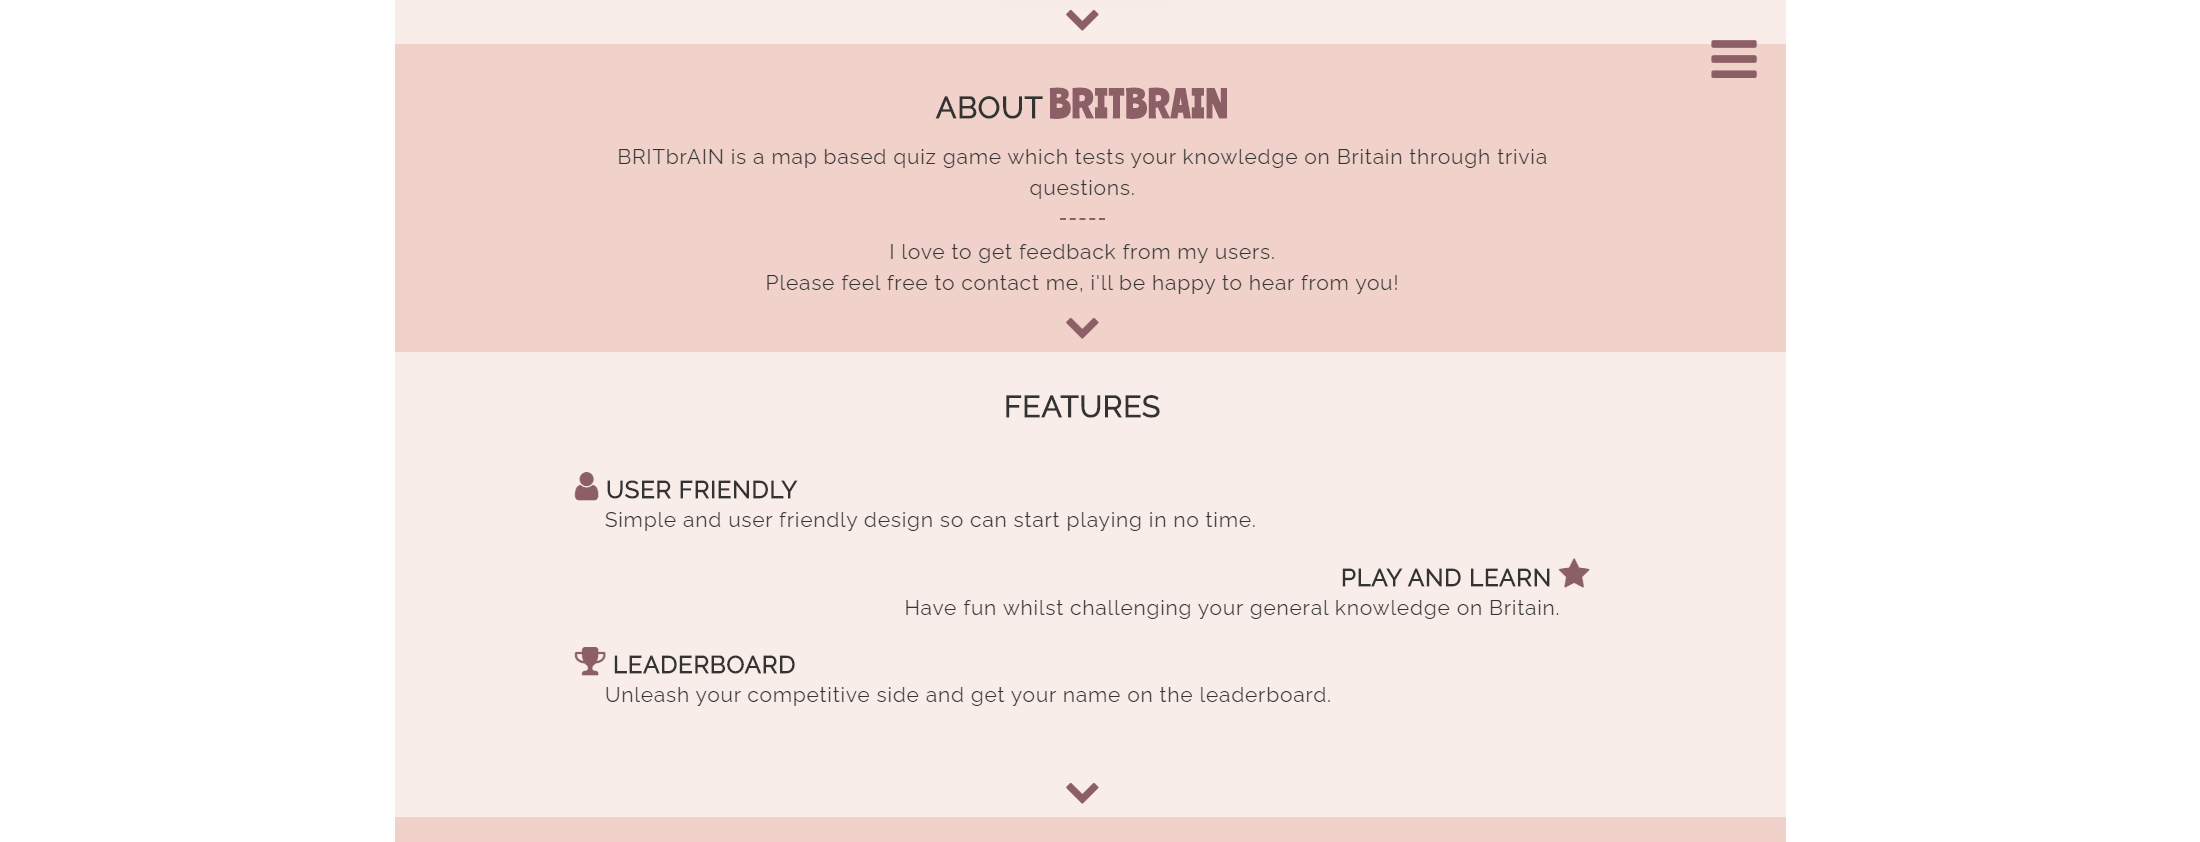 ABOUT BRITBRAIN
BRITbrAIN is a map based quiz game which tests your knowledge on Britain through trivia
questions.
-----
I love to get feedback from my users.
Please feel free to contact me, i'll be happy to hear from you!
FEATURES
USER FRIENDLY
Simple and user friendly design so can start playing in no time.
PLAY AND LEARN
Have fun whilst challenging your general knowledge on Britain.
LEADERBOARD
Unleash your competitive side and get your name on the leaderboard.